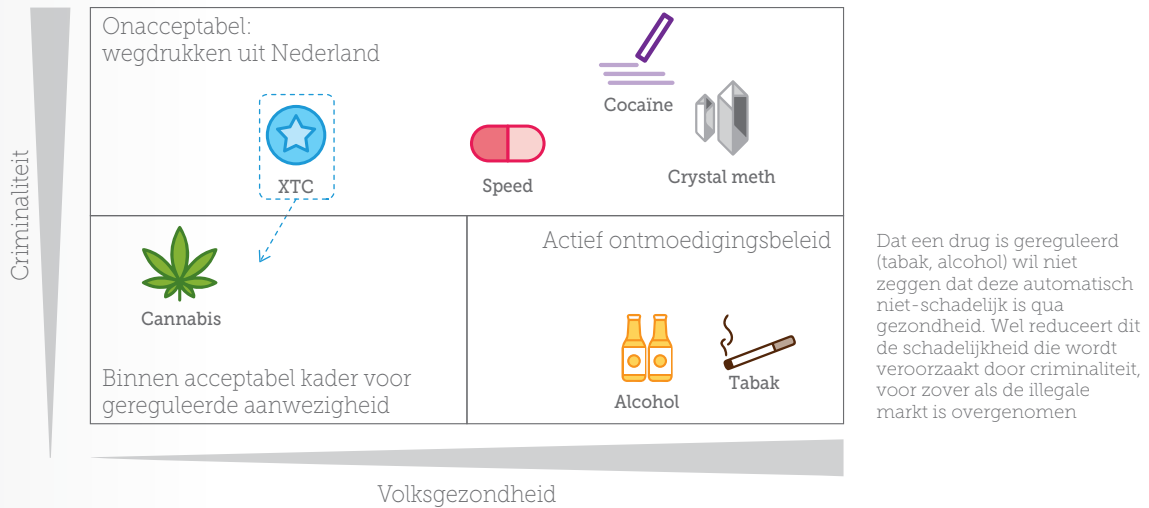 Onacceptabel:
wegdrukken uit Nederland
Cocaïne
XTC
Speed
Crystal meth
Criminaliteit
Cannabis
Binnen acceptabel kader voor
gereguleerde aanwezigheid
Actief ontmoedigingsbeleid
Alcohol
Tabak
Dat een drug is gereguleerd
(tabak, alcohol) wil niet
zeggen dat deze automatisch
niet-schadelijk is qua
gezondheid. Wel reduceert dit
de schadelijkheid die wordt
veroorzaakt door criminaliteit,
voor zover als de illegale
markt is overgenomen
Volksgezondheid